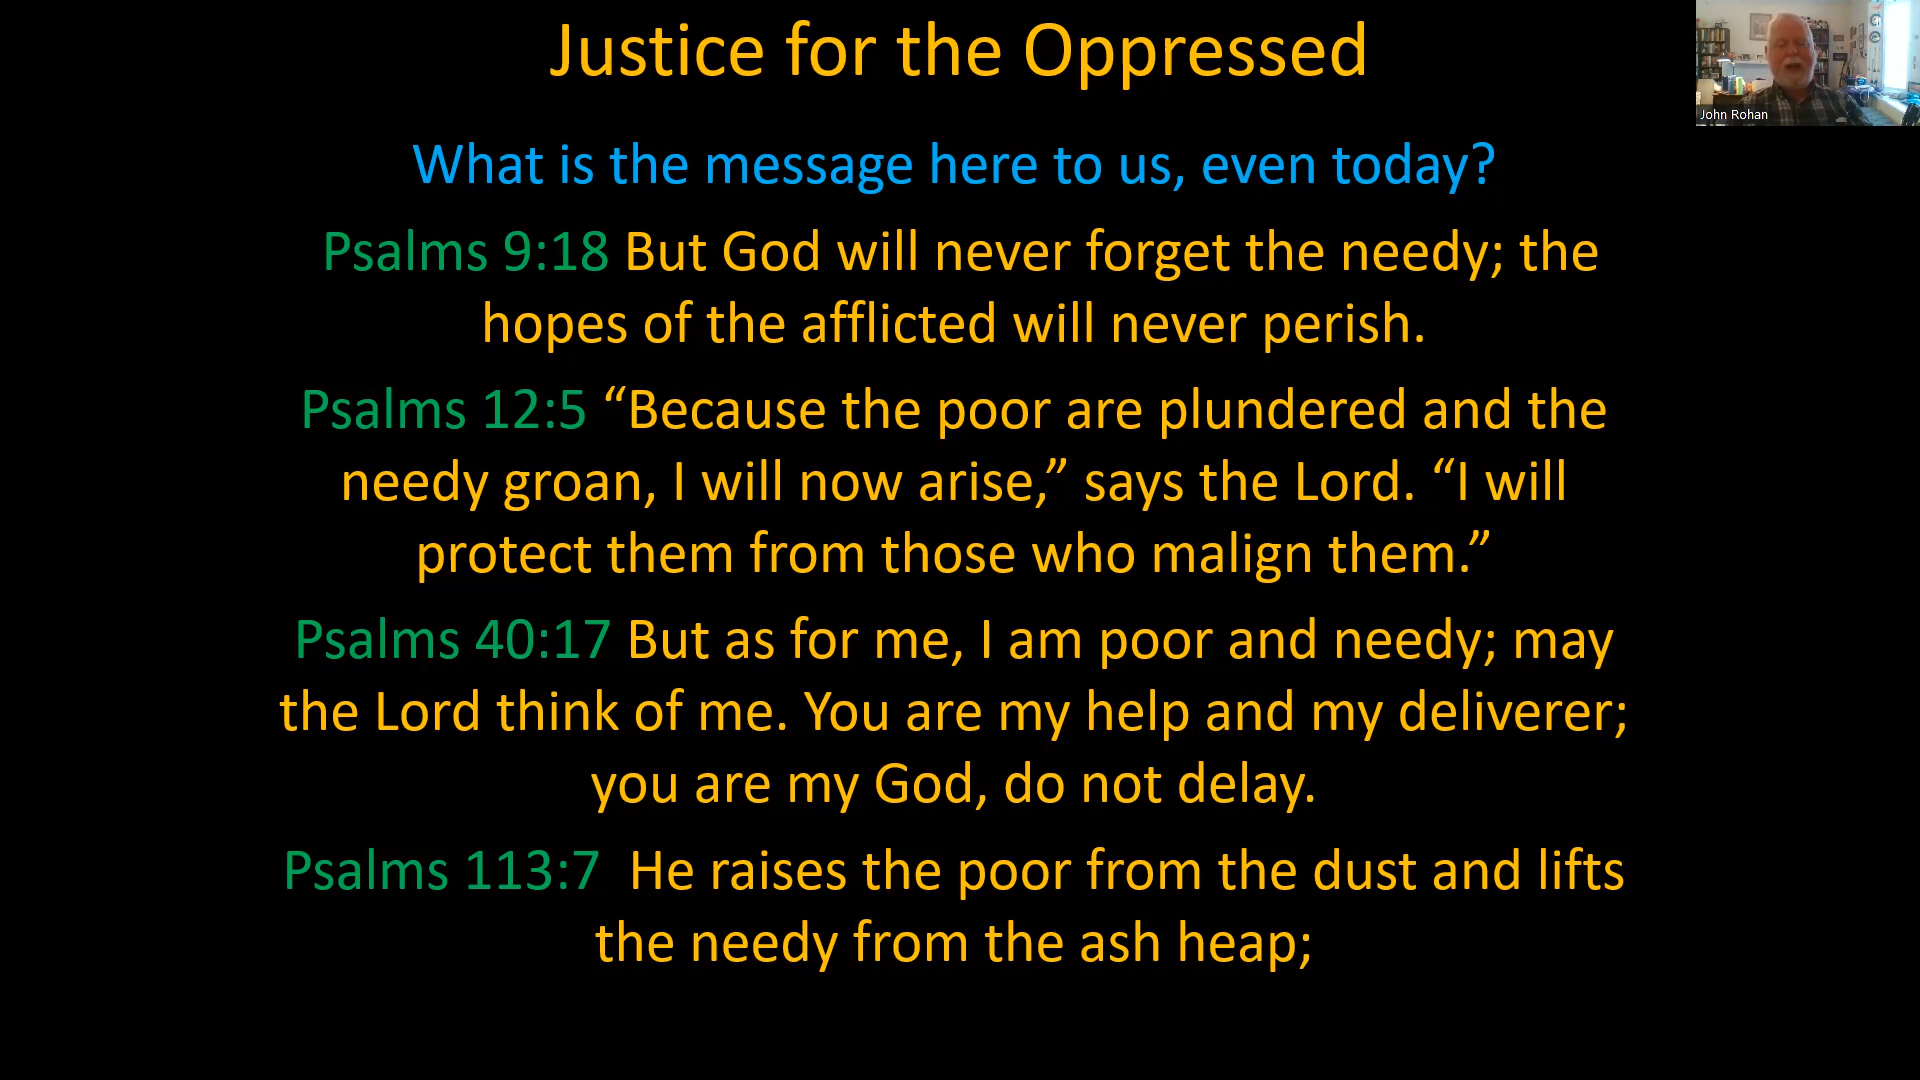 Justice for the Oppressed
John Rohan
What is the message here to us, even today?
Psalms 9:18 But God will never forget the needy; the
hopes of the afflicted will never perish.
Psalms 12:5 “Because the poor are plundered and the
needy groan, I will now arise,” says the Lord. “I will
protect them from those who malign them.”
Psalms 40:17 But as for me, I am poor and needy; may
the Lord think of me. You are my help and my deliverer;
you are my God, do not delay.
Psalms 113:7  He raises the poor from the dust and lifts
the needy from the ash heap;